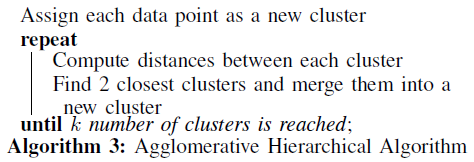 Assign each data point as a new cluster
repeat
Compute distances between each cluster
Find 2 closest clusters and merge them into a
new cluster
until k number of clusters is reached;
Algorithm 3: Agglomerative Hierarchical Algorithm